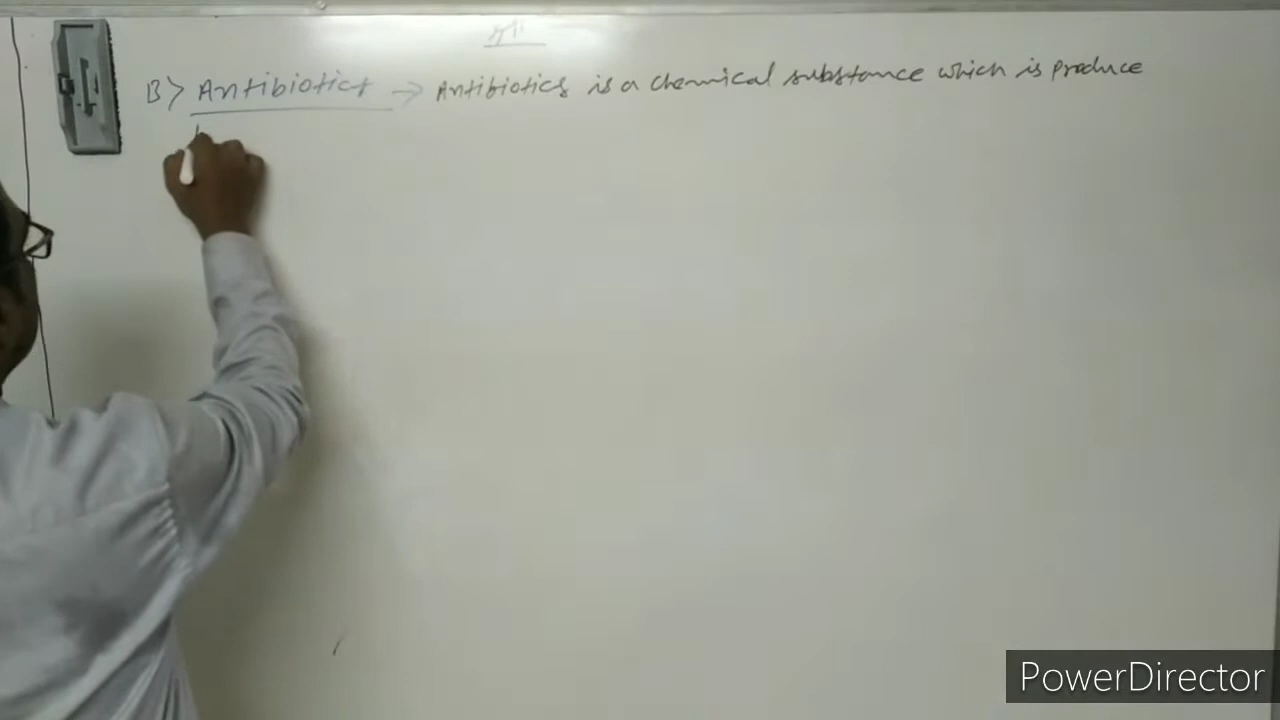 B> Antibiotics → Antibiotics is a chemical substance which is produce
PowerDirector